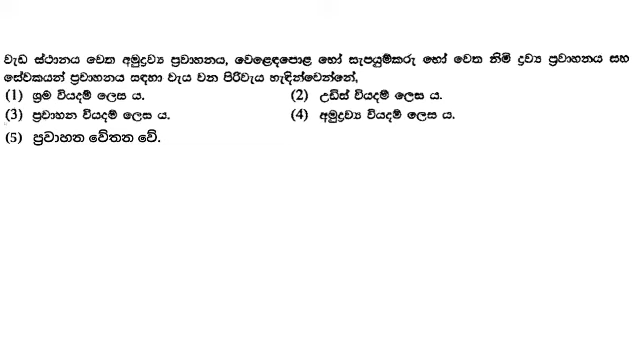 වැඩ ස්ථානය වෙත අමුද්‍රව්‍ය ප්‍රවාහනය, වෙළෙඳපොළ හෝ සැපයුම්කරු හෝ වෙත නිමි ද්‍රව්‍ය ප්‍රවාහනය සහ
සේවකයන් ප්‍රවාහනය සඳහා වැය වන පිරිවැය හැඳින්වෙන්නේ,
(1) ශ්‍රම වියදම් ලෙස ය. (2) උඩිස් වියදම් ලෙස ය.
(3) ප්‍රවාහන වියදම් ලෙස ය. (4) අමුද්‍රව්‍ය වියදම් ලෙස ය.
(5) ප්‍රවාහන වේතන වේ.